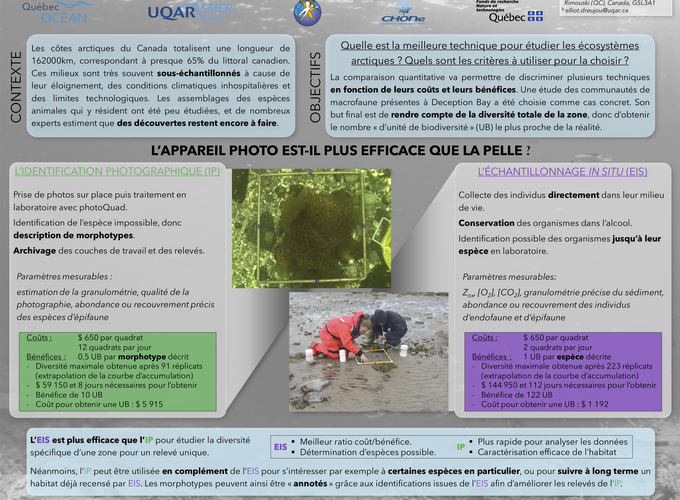 Québec
OCÉAN
UQAR
CHONe
Fonds de recherche
Nature et
technologies
Québec
Rimouski (QC), Canada, G5L3A1
elliot.dreujou@uqar.ca
CONTEXTE
Les côtes arctiques du Canada totalisent une longueur de
162000km, correspondant à presque 65% du littoral canadien.
Ces milieux sont très souvent sous-échantillonnés à cause de
leur éloignement, des conditions climatiques inhospitalières et
des limites technologiques. Les assemblages des espèces
animales qui y résident ont été peu étudiées, et de nombreux
experts estiment que des découvertes restent encore à faire.
OBJECTIFS
Quelle est la meilleure technique pour étudier les écosystèmes
arctiques ? Quels sont les critères à utiliser pour la choisir ?
La comparaison quantitative va permettre de discriminer plusieurs techniques
en fonction de leurs coûts et leurs bénéfices. Une étude des communautés de
macrofaune présentes à Deception Bay a été choisie comme cas concret. Son
but final est de rendre compte de la diversité totale de la zone, donc d'obtenir
le nombre « d'unité de biodiversité » (UB) le plus proche de la réalité.
L'APPAREIL PHOTO EST-IL PLUS EFFICACE QUE LA PELLE ?
L'IDENTIFICATION PHOTOGRAPHIQUE (IP)
Prise de photos sur place puis traitement en
laboratoire avec photoQuad.
Identification de l'espèce impossible, donc
description de morphotypes.
Archivage des couches de travail et des relevés.
Paramètres mesurables :
estimation de la granulométrie, qualité de la
photographie, abondance ou recouvrement précis
des espèces d'épifaune
Coûts : $ 650 par quadrat
12 quadrats par jour
Bénéfices : 0,5 UB par morphotype décrit
- Diversité maximale obtenue après 91 réplicats
(extrapolation de la courbe d'accumulation)
- $ 59 150 et 8 jours nécessaires pour l'obtenir
- Bénéfice de 10 UB
- Coût pour obtenir une UB : $ 5 915
L'ÉCHANTILLONNAGE IN SITU (EIS)
Collecte des individus directement dans leur milieu
de vie.
Conservation des organismes dans l'alcool.
Identification possible des organismes jusqu'à leur
espèce en laboratoire.
Paramètres mesurables:
[O2], [CO2], granulométrie précise du sédiment,
abondance ou recouvrement des individus
d'endofaune et d'épifaune
Coûts : $ 650 par quadrat
2 quadrats par jour
Bénéfices : 1 UB par espèce décrite
- Diversité maximale obtenue après 223 réplicats
(extrapolation de la courbe d'accumulation)
- $ 144 950 et 112 jours nécessaires pour l'obtenir
- Bénéfice de 122 UB
- Coût pour obtenir une UB : $ 1 192
L'EIS est plus efficace que l'IP pour étudier la diversité
spécifique d'une zone pour un relevé unique.
EIS ▪ Meilleur ratio coût/bénéfice.
▪ Détermination d'espèces possible.
IP ▪ Plus rapide pour analyser les données
▪ Caractérisation efficace de l'habitat
Néanmoins, l'IP peut être utilisée en complément de l'EIS pour s'intéresser par exemple à certaines espèces en particulier, ou pour suivre à long terme un
habitat déjà recensé par EIS. Les morphotypes peuvent ainsi être « annotés » grâce aux identifications issues de l'EIS afin d'améliorer les relevés de l'IP.